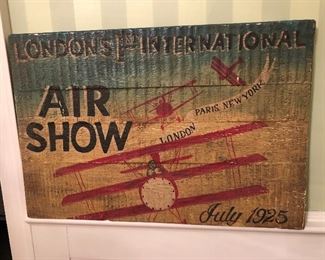 LONDON'S 1st INTERNATIONAL
AIR
SHOW
LONDON
PARIS NEW YORK
July 1925